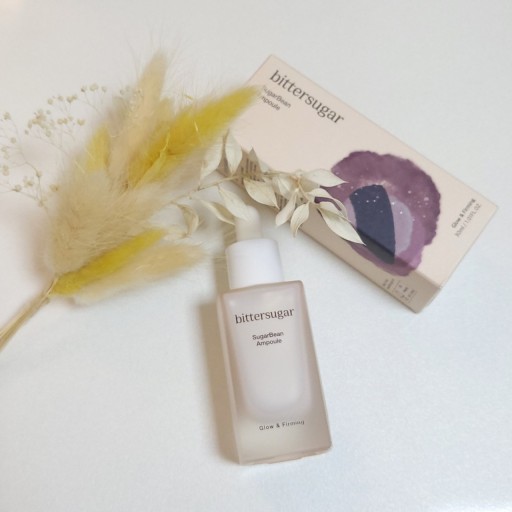 bittersugar
SugarBean
Ampoule
Glow & Firming
bittersugar
SugarBean
Ampoule
Glow & Firming